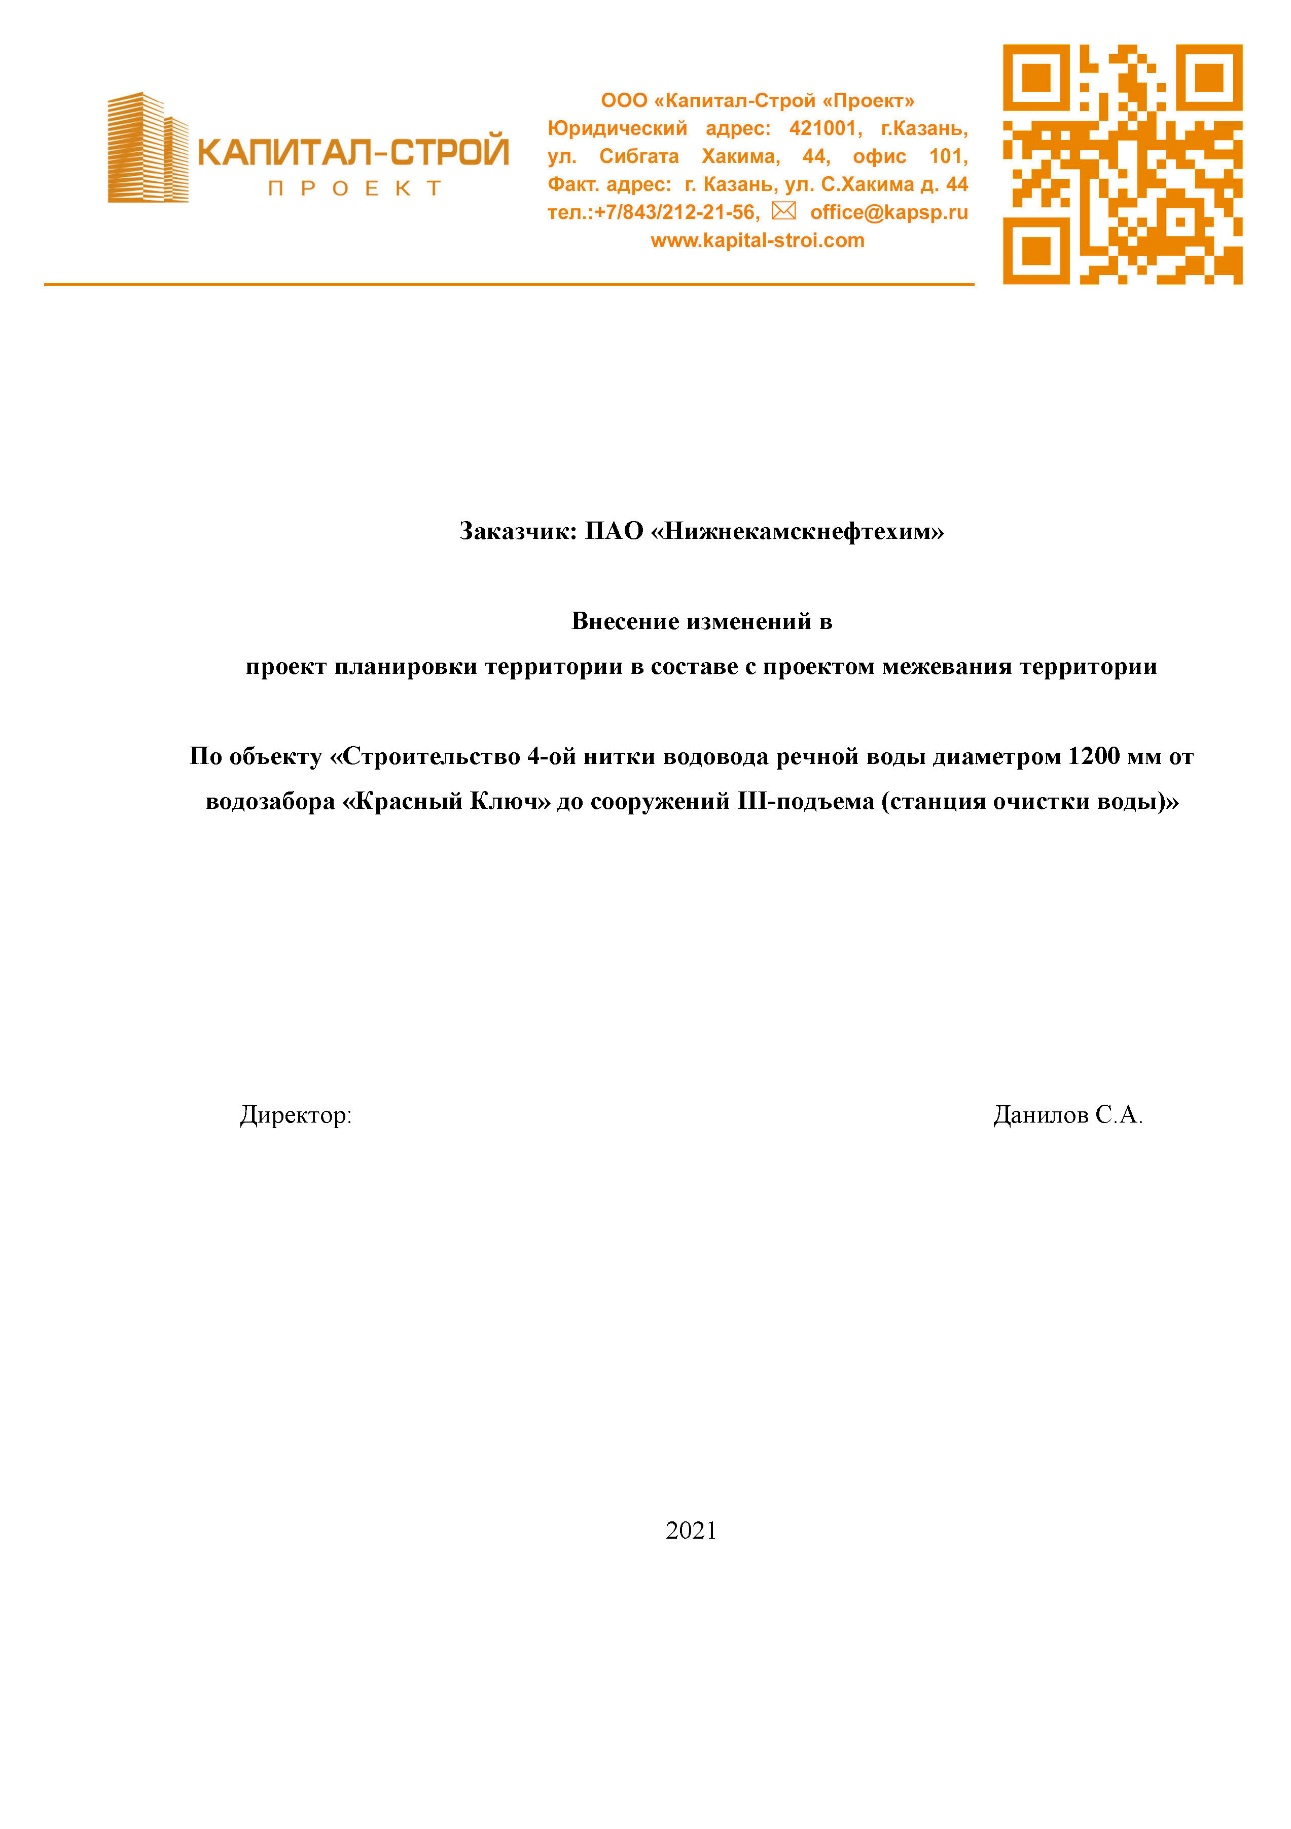 КАПИТАЛ-СТРОЙ
ПРОЕКТ
ООО «Капитал-Строй «Проект»
Юридический адрес: 421001, г.Казань,
ул. Сибгата Хакима, 44, офис 101,
Факт. адрес: г. Казань, ул. С.Хакима д. 44
тел.:+7/843/212-21-56, office@kapsp.ru
www.kapital-stroi.com
Заказчик: ПАО «Нижнекамскнефтехим»
Внесение изменений в
проект планировки территории в составе с проектом межевания территории
По объекту «Строительство 4-ой нитки водовода речной воды диаметром 1200 мм от
водозабора «Красный Ключ» до сооружений III-подъема (станция очистки воды)»
Директор: Данилов С.А.
2021